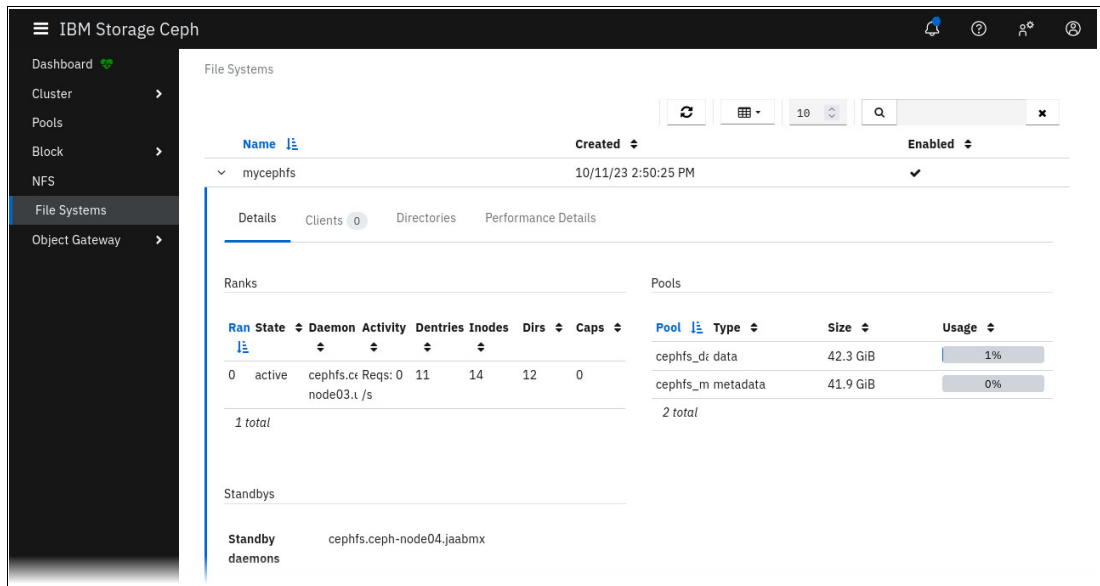 IBM Storage Ceph
Dashboard
Cluster
Pools
Block
NFS
File Systems
Object Gateway
File Systems
10
Name Created Enabled
mycephfs 10/11/23 2:50:25 PM
Details Clients 0 Directories Performance Details
Ranks
Ran State Daemon Activity Dentries Inodes Dirs Caps
0 active cephfs.ce Reqs: 0 11 14 12 0
node03.u /s
1 total
Pools
Pool Type Size Usage
cephfs_da data 42.3 GiB 1%
cephfs_m metadata 41.9 GiB 0%
2 total
Standbys
Standby cephfs.ceph-node04.jaabmx
daemons